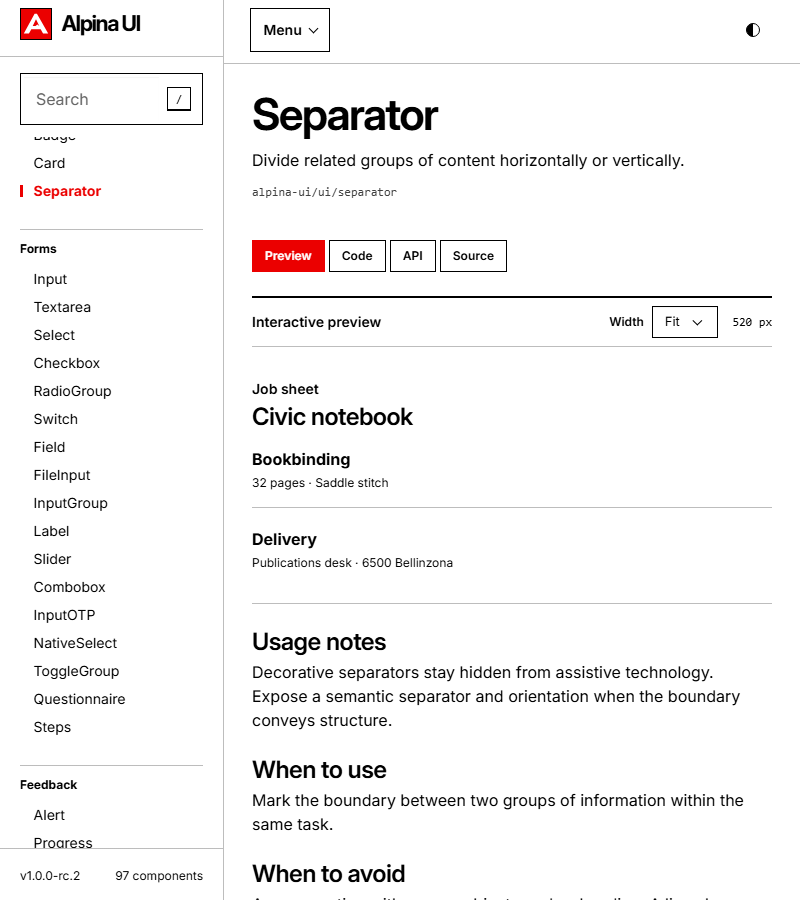 Alpina UI
Search /
Badge
Card
Separator
Forms
Input
Textarea
Select
Checkbox
RadioGroup
Switch
Field
FileInput
InputGroup
Label
Slider
Combobox
InputOTP
NativeSelect
ToggleGroup
Questionnaire
Steps
Feedback
Alert
Progress
v1.0.0-rc.2 97 components
Menu
Separator
Divide related groups of content horizontally or vertically.
alpina-ui/ui/separator
Preview Code API Source
Interactive preview Width Fit 520 px
Job sheet
Civic notebook
Bookbinding
32 pages · Saddle stitch
Delivery
Publications desk · 6500 Bellinzona
Usage notes
Decorative separators stay hidden from assistive technology.
Expose a semantic separator and orientation when the boundary
conveys structure.
When to use
Mark the boundary between two groups of information within the
same task.
When to avoid